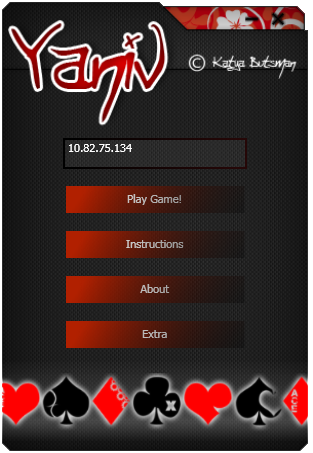 Yaniv
© Katya Butsman
10.82.75.134
Play Game!
Instructions
About
Extra